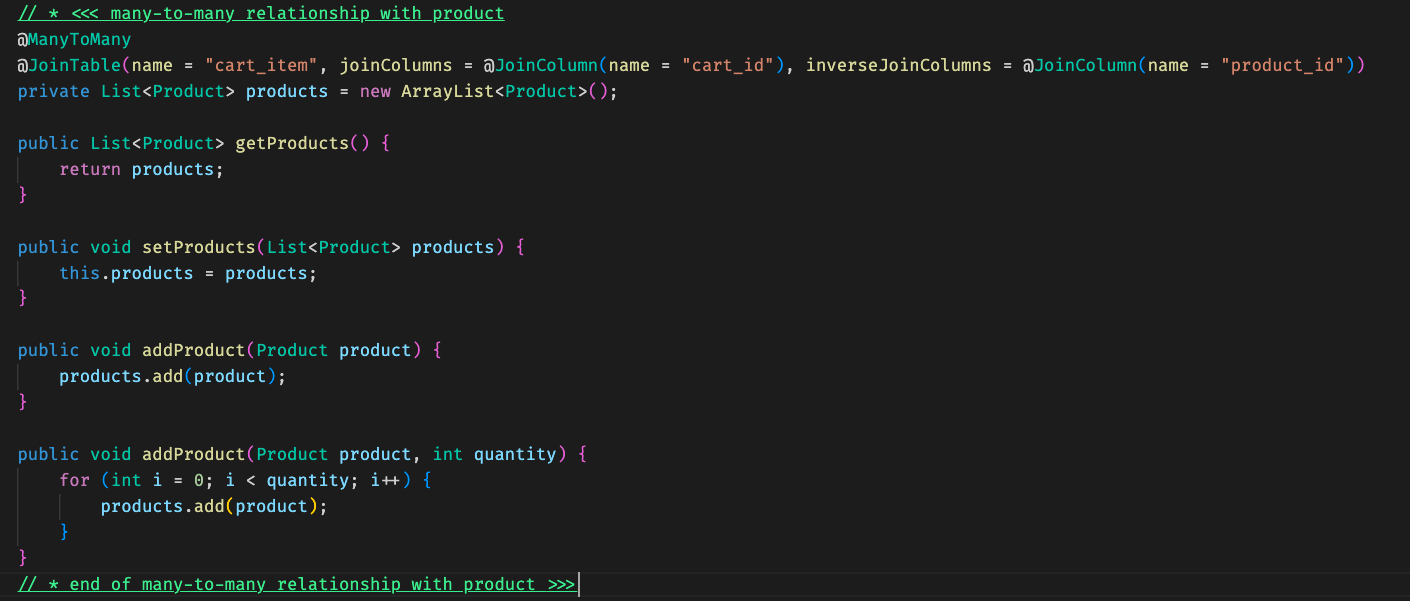 // * <<< many-to-many relationship with product
@ManyToMany
@JoinTable(name = "cart_item", joinColumns = @JoinColumn(name = "cart_id"), inverseJoinColumns = @JoinColumn(name = "product_id"))
private List<Product> products = new ArrayList<Product>();
public List<Product> getProducts() {
return products;
}
public void setProducts(List<Product> products) {
this.products = products;
}
public void addProduct(Product product) {
products.add(product);
}
public void addProduct(Product product, int quantity) {
for (int i = 0; i < quantity; i++) {
products.add(product);
}
}
// * end of many-to-many relationship with product >>>